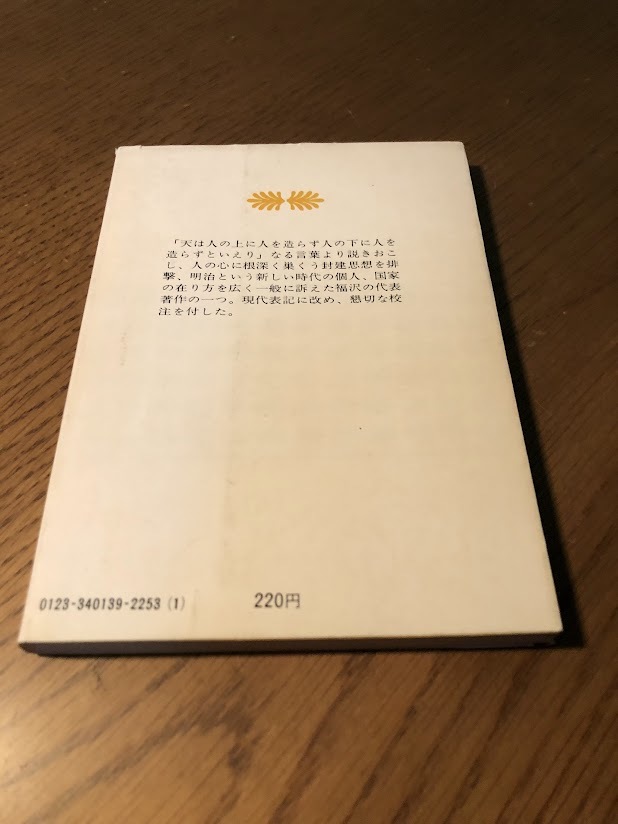 「天は人の上に人を造らず人の下に人を
造らずといえり」なる言葉より説きおこ
し、人の心に根深く巣くう封建思想を排
撃、明治という新しい時代の個人、国家
の在り方を広く一般に訴えた福沢の代表
著作の一つ。現代表記に改め、懇切な校
注を付した。
0123-340139-2253 (1)
220円